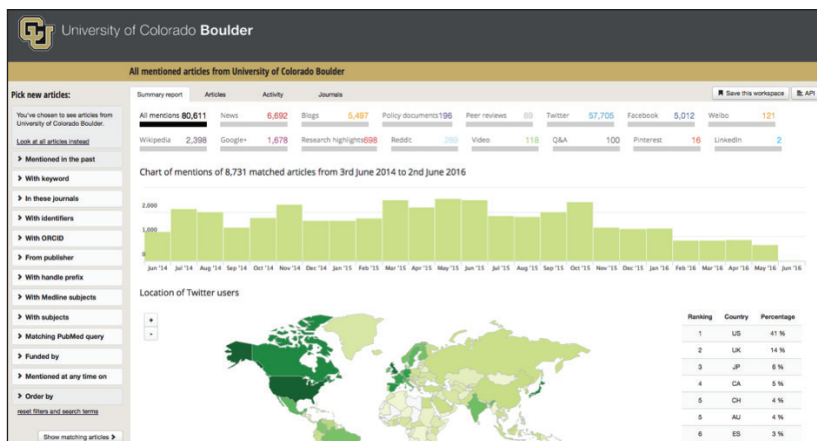 University of Colorado Boulder
All mentioned articles from University of Colorado Boulder
Pick new articles:
Summary report Articles Activity Journals
Save this workspace API
You've chosen to see articles from
University of Colorado Boulder.
Look at all articles instead
All mentions 80,611 News 6,692 Blogs 5,497 Policy documents 196 Peer reviews 69 Twitter 57,705 Facebook 5,012 Weibo 121
Wikipedia 2,398 Google+ 1,678 Research highlights 698 Reddit Video 118 Q&A 100 Pinterest 16 LinkedIn 2
> Mentioned in the past
> With keyword
> In these journals
> With identifiers
> With ORCID
> From publisher
> With handle prefix
> With Medline subjects
> With subjects
> Matching PubMed query
> Funded by
> Mentioned at any time on
> Order by
reset filters and search terms
Show matching articles >
Chart of mentions of 8,731 matched articles from 3rd June 2014 to 2nd June 2016
2,000
1,000
0
Jun '14 Jul '14 Aug '14 Sep '14 Oct '14 Nov '14 Dec '14 Jan '15 Feb '15 Mar '15 Apr '15 May '15 Jun '15 Jul '15 Aug '15 Sep '15 Oct '15 Nov '15 Dec '15 Jan '16 Feb '16 Mar '16 Apr '16 May '16 Jun '16
Location of Twitter users
+
-
Ranking Country Percentage
1 US 41 %
2 UK 14 %
3 JP 6 %
4 CA 5 %
5 CH 4 %
5 AU 4 %
6 ES 3 %